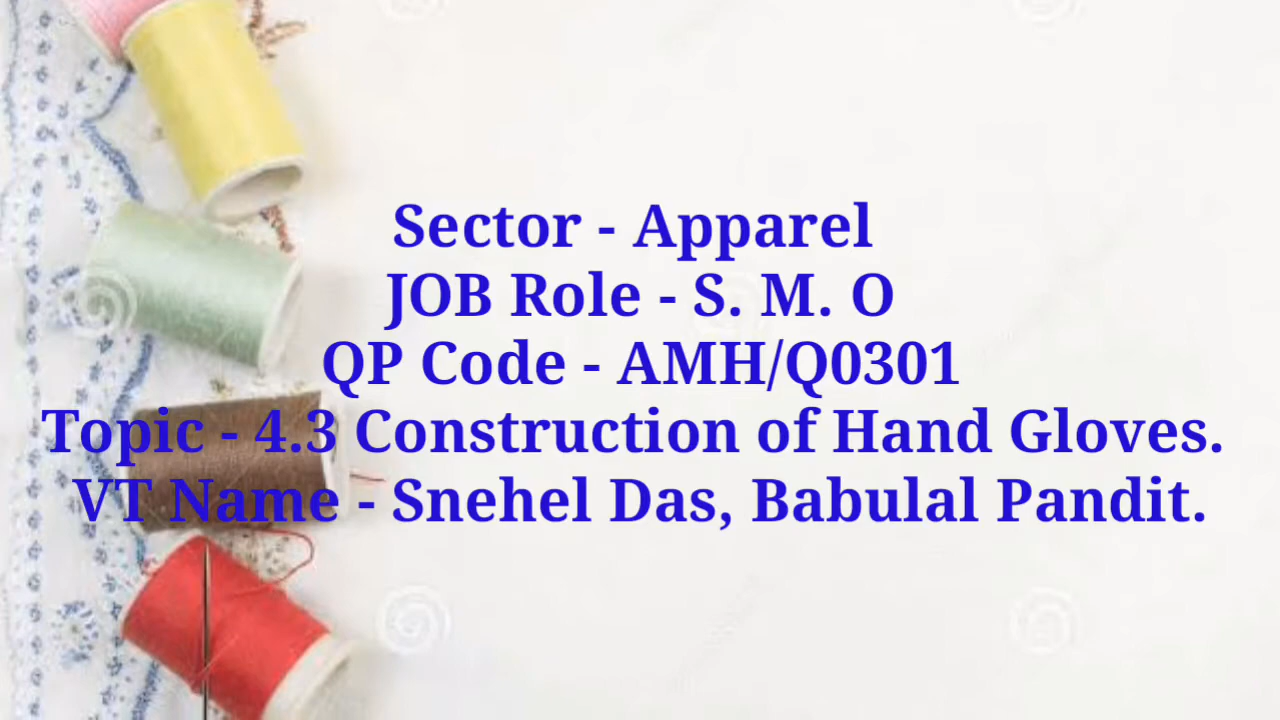 Sector - Apparel
JOB Role - S. M. O
QP Code - AMH/Q0301
Topic - 4.3 Construction of Hand Gloves.
VT Name - Snehel Das, Babulal Pandit.